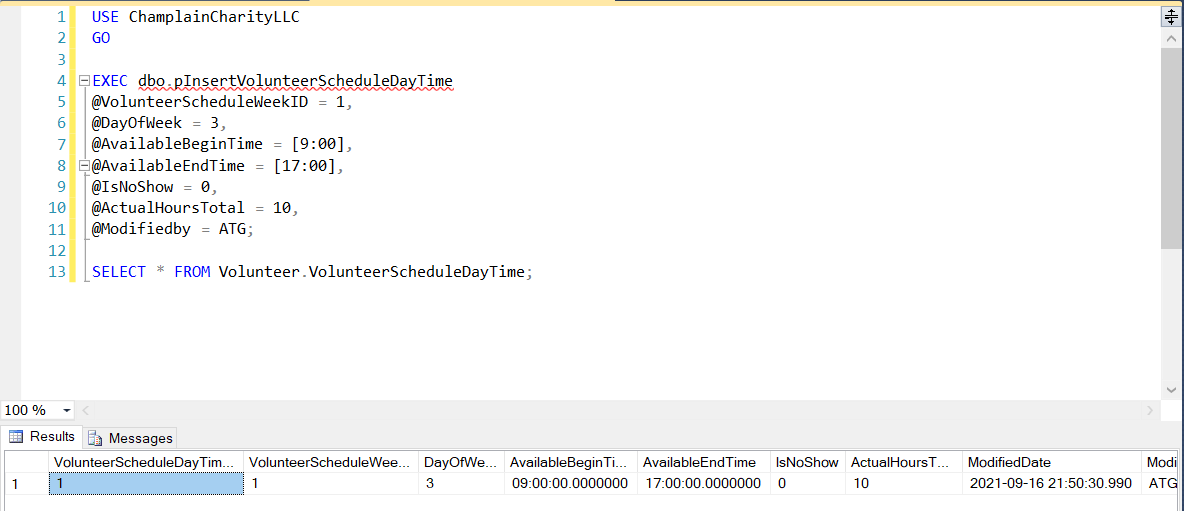 1 USE ChamplainCharityLLC
2 GO
3
4 EXEC dbo.pInsertVolunteerScheduleDayTime
5 @VolunteerScheduleWeekID = 1,
6 @DayOfWeek = 3,
7 @AvailableBeginTime = [9:00],
8 @AvailableEndTime = [17:00],
9 @IsNoShow = 0,
10 @ActualHoursTotal = 10,
11 @Modifiedby = ATG;
12
13 SELECT * FROM Volunteer.VolunteerScheduleDayTime;
100 %
Results Messages
VolunteerScheduleDayTim... VolunteerScheduleWee... DayOfWe... AvailableBeginTi... AvailableEndTime IsNoShow ActualHoursT... ModifiedDate Modi
1 1 1 3 09:00:00.0000000 17:00:00.0000000 0 10 2021-09-16 21:50:30.990 ATG